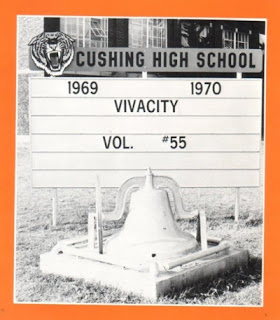 CUSHING HIGH SCHOOL
1969 1970
VIVACITY
VOL. #55